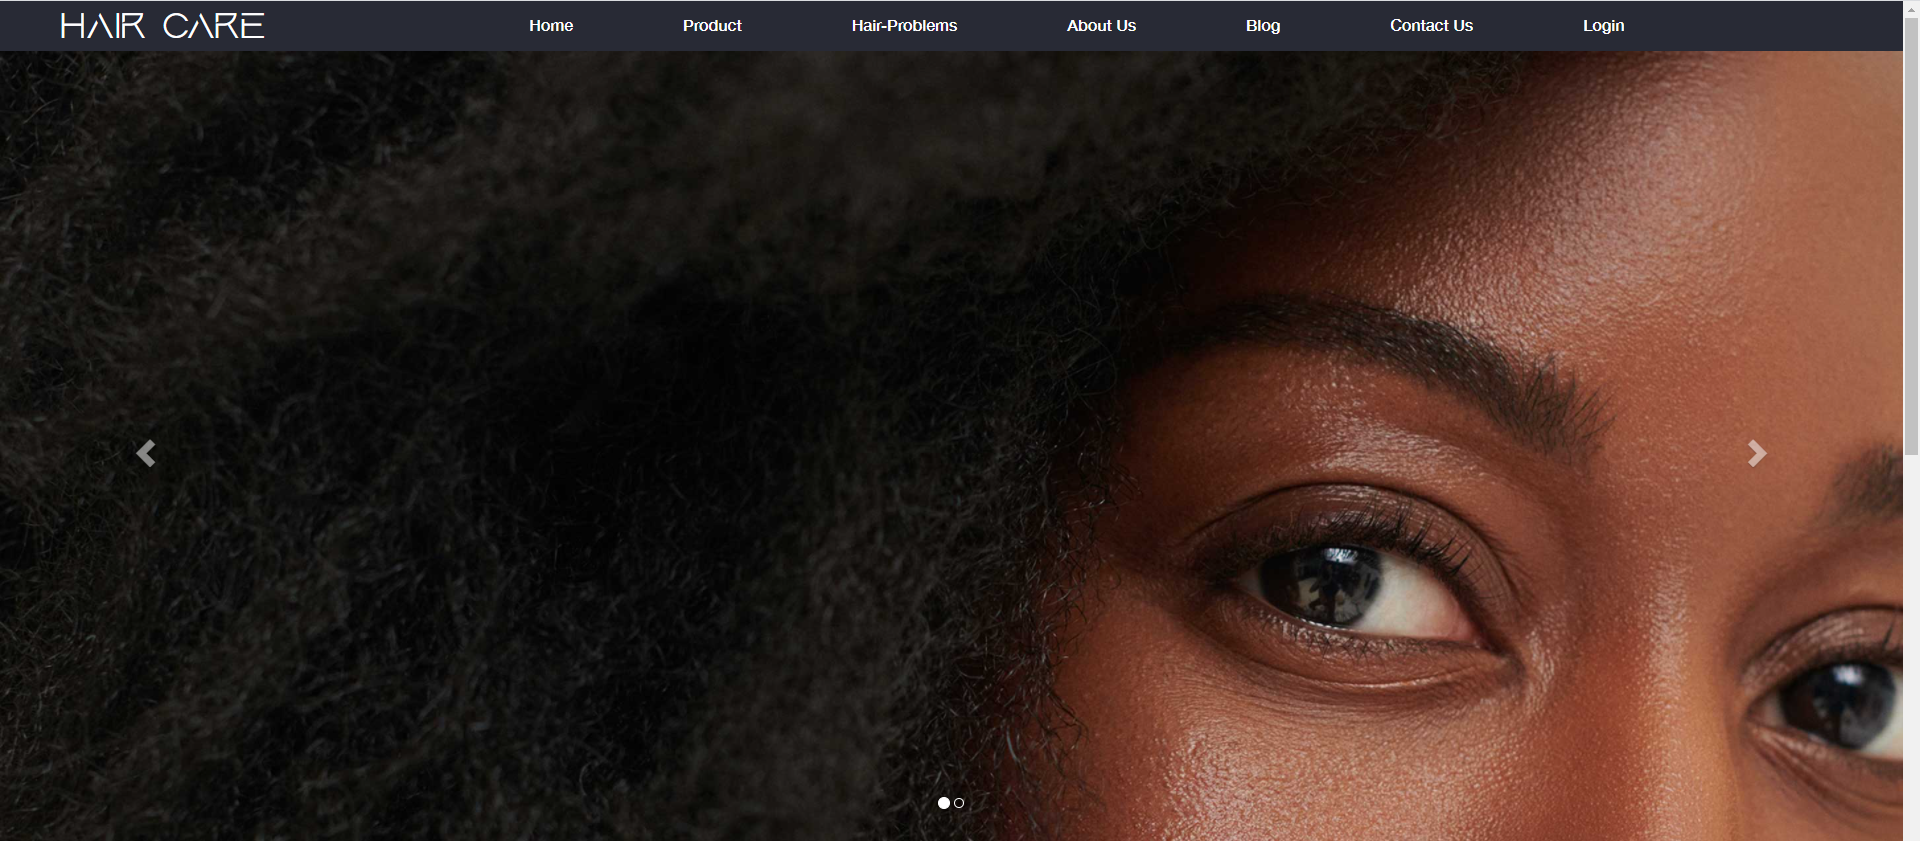 HAIR CARE
Home
Product
Hair-Problems
About Us
Blog
Contact Us
Login